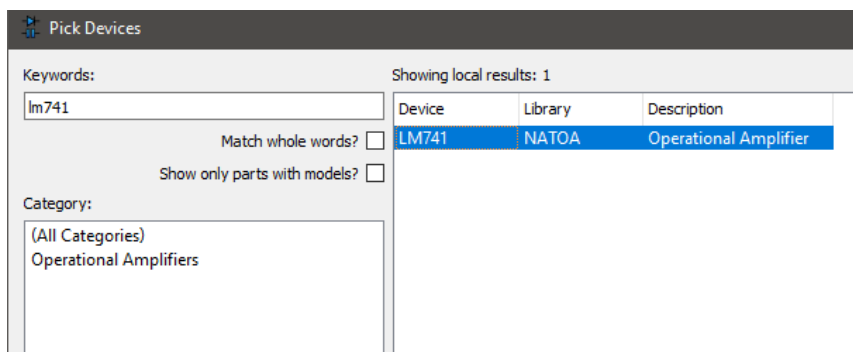 Pick Devices
Keywords:
lm741
Match whole words?
Show only parts with models?
Category:
(All Categories)
Operational Amplifiers
Showing local results: 1
Device Library Description
LM741 NATOA Operational Amplifier